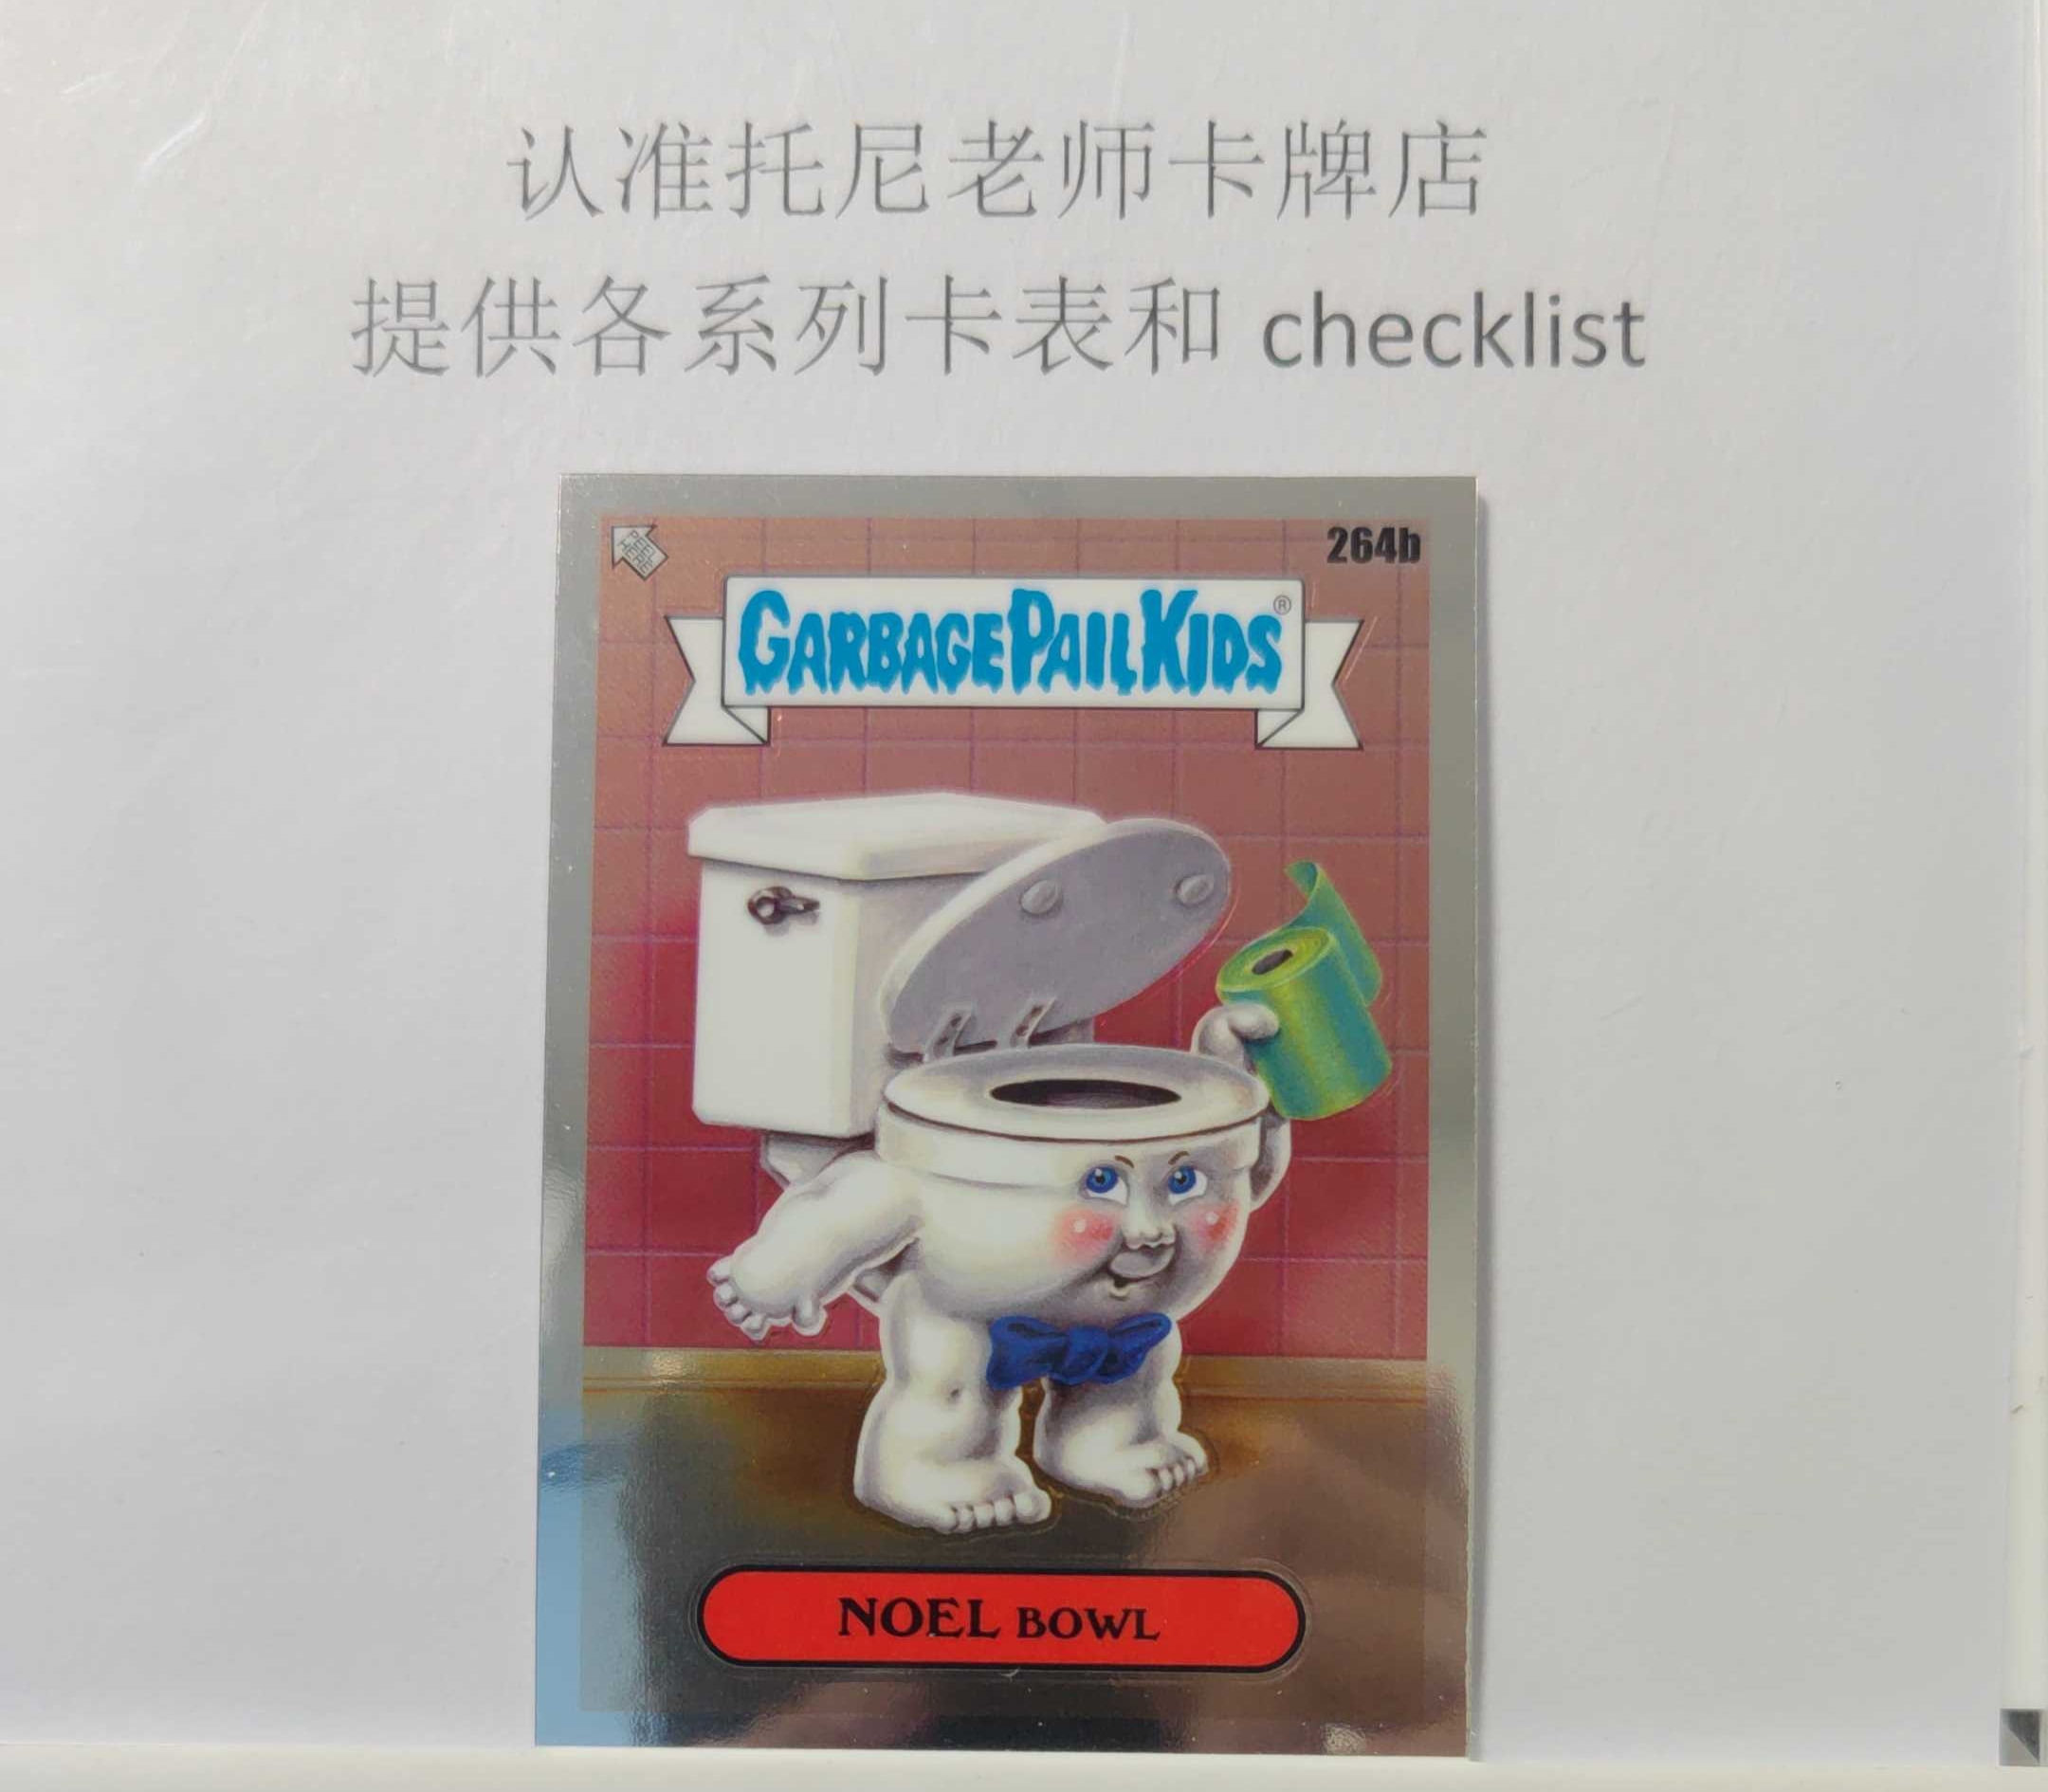 认准托尼老师卡牌店
提供各系列卡表和 checklist
264b
GARBAGE PAIL KIDS®
NOEL BOWL